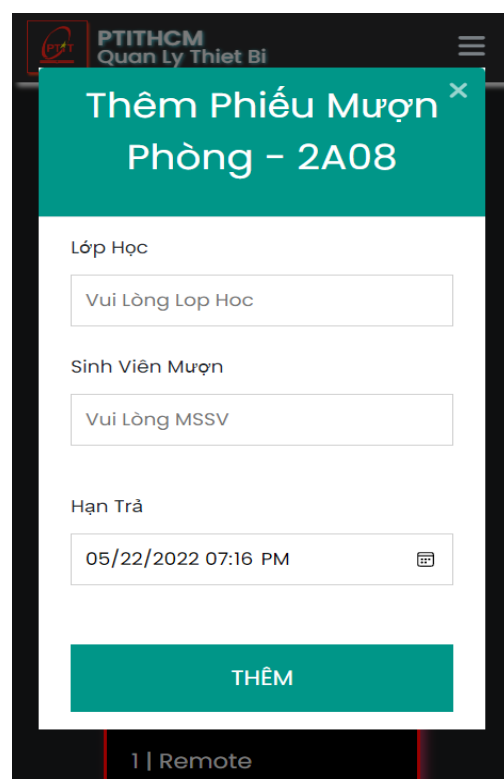 PTIT
PTITHCM
Quan Ly Thiet Bi
Thêm Phiếu Mượn
Phòng - 2A08
Lớp Học
Vui Lòng Lop Hoc
Sinh Viên Mượn
Vui Lòng MSSV
Hạn Trả
05/22/2022 07:16 PM
THÊM
1 | Remote